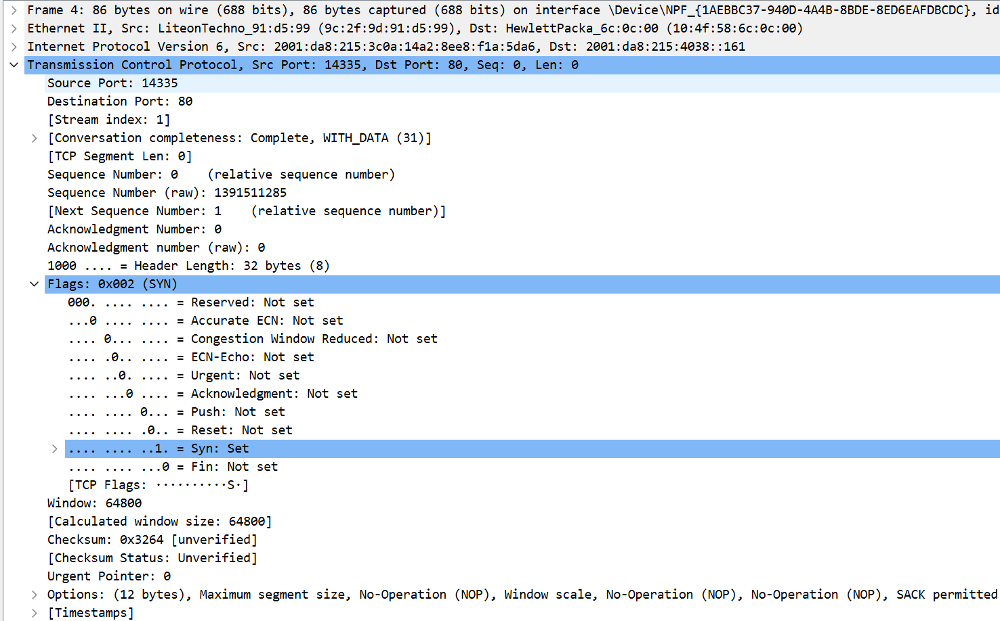 Frame 4: 86 bytes on wire (688 bits), 86 bytes captured (688 bits) on interface \Device\NPF_{1AEBBC37-940D-4A4B-8BDE-8ED6EAFDBCDC}, id
Ethernet II, Src: LiteonTechno_91:d5:99 (9c:2f:9d:91:d5:99), Dst: HewlettPacka_6c:0c:00 (10:4f:58:6c:0c:00)
Internet Protocol Version 6, Src: 2001:da8:215:3c0a:14a2:8ee8:f1a:5da6, Dst: 2001:da8:215:4038::161
Transmission Control Protocol, Src Port: 14335, Dst Port: 80, Seq: 0, Len: 0
Source Port: 14335
Destination Port: 80
[Stream index: 1]
[Conversation completeness: Complete, WITH_DATA (31)]
[TCP Segment Len: 0]
Sequence Number: 0    (relative sequence number)
Sequence Number (raw): 1391511285
[Next Sequence Number: 1    (relative sequence number)]
Acknowledgment Number: 0
Acknowledgment number (raw): 0
1000 .... = Header Length: 32 bytes (8)
Flags: 0x002 (SYN)
000. .... .... = Reserved: Not set
...0 .... .... = Accurate ECN: Not set
.... 0... .... = Congestion Window Reduced: Not set
.... .0.. .... = ECN-Echo: Not set
.... ..0. .... = Urgent: Not set
.... ...0 .... = Acknowledgment: Not set
.... .... 0... = Push: Not set
.... .... .0.. = Reset: Not set
.... .... ..1. = Syn: Set
.... .... ...0 = Fin: Not set
[TCP Flags: ··········S·]
Window: 64800
[Calculated window size: 64800]
Checksum: 0x3264 [unverified]
[Checksum Status: Unverified]
Urgent Pointer: 0
Options: (12 bytes), Maximum segment size, No-Operation (NOP), Window scale, No-Operation (NOP), No-Operation (NOP), SACK permitted
[Timestamps]